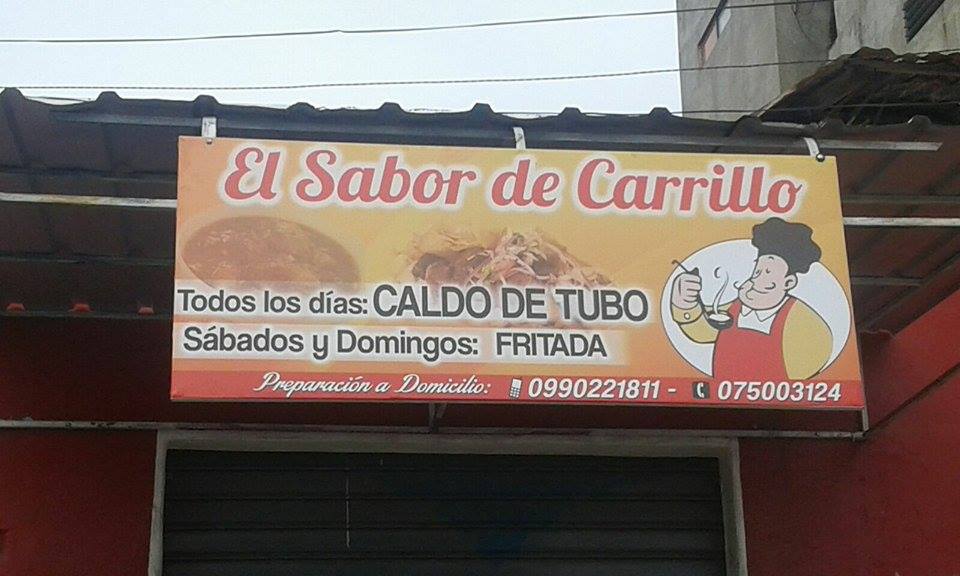 El Sabor de Carrillo
Todos los días: CALDO DE TUBO
Sábados y Domingos: FRITADA
Preparación a Domicilio: 0990221811 - 075003124